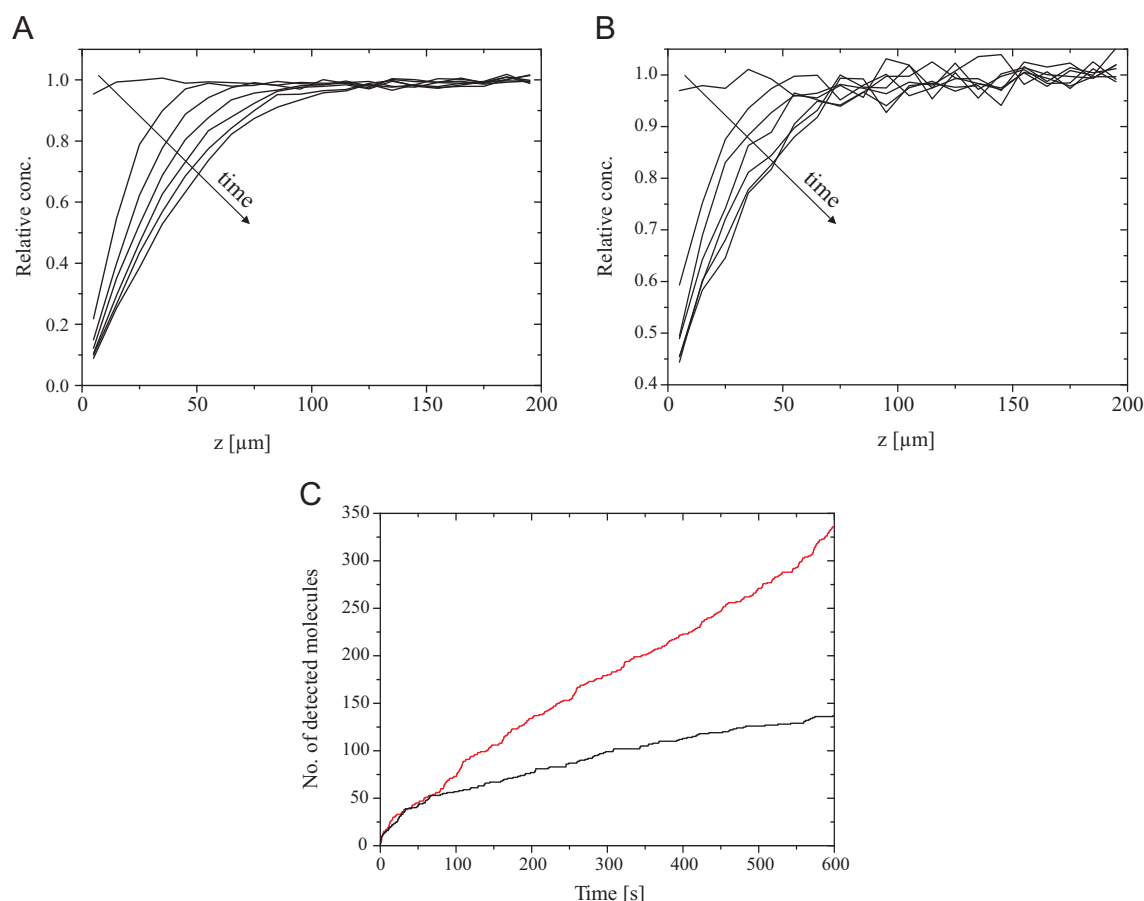 A
Relative conc.
1.0
0.8
0.6
0.4
0.2
0.0
time
0 50 100 150 200
z [µm]
B
Relative conc.
1.0
0.9
0.8
0.7
0.6
0.5
0.4
time
0 50 100 150 200
z [µm]
C
No. of detected molecules
350
300
250
200
150
100
50
0
0 100 200 300 400 500 600
Time [s]